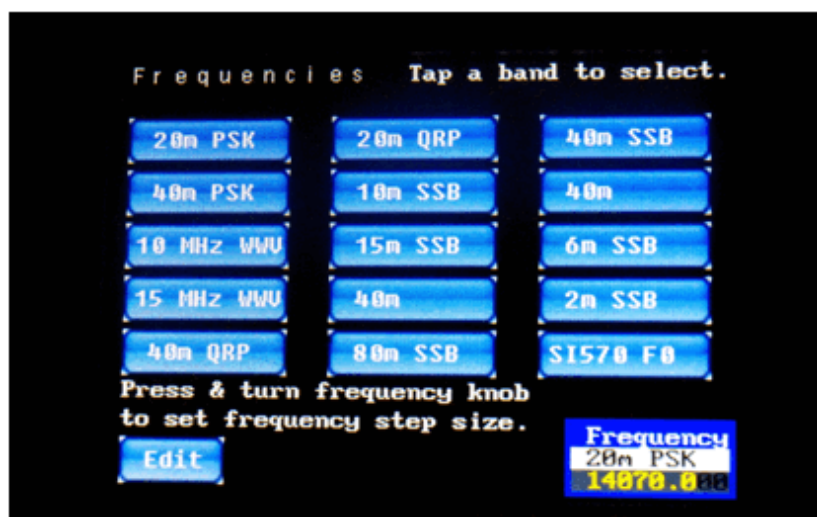 Frequencies Tap a band to select.
20m PSK 20m QRP 40m SSB
40m PSK 10m SSB 40m
10 MHz WWV 15m SSB 6m SSB
15 MHz WWV 40m 2m SSB
40m QRP 80m SSB SI570 F0
Press & turn frequency knob
to set frequency step size.
Edit
Frequency
20m PSK
14070.000